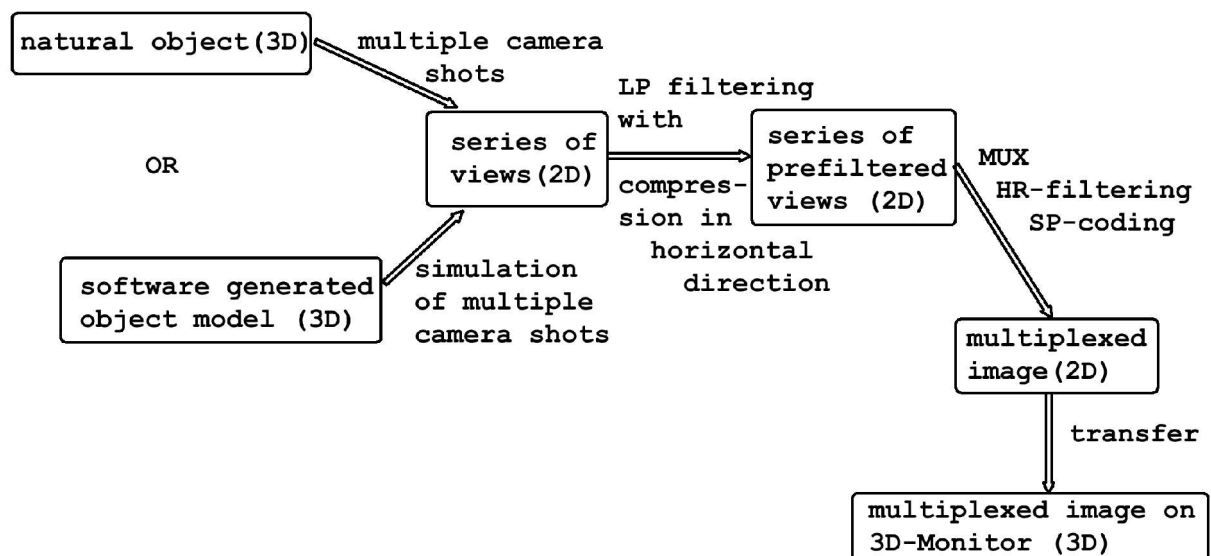 natural object(3D)
multiple camera
shots
OR
software generated
object model (3D)
simulation
of multiple
camera shots
series of
views(2D)
LP filtering
with
compres-
sion in
horizontal
direction
series of
prefiltered
views (2D)
MUX
HR-filtering
SP-coding
multiplexed
image(2D)
transfer
multiplexed image on
3D-Monitor (3D)